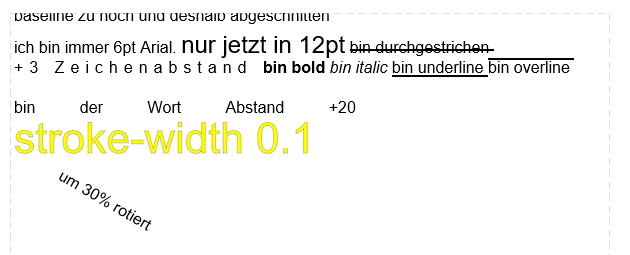 baseline zu hoch und deshalb abgeschnitten
ich bin immer 6pt Arial. nur jetzt in 12pt bin durchgestrichen
+ 3 Zeichenabstand bin bold bin italic bin underline bin overline
bin der Wort Abstand +20
stroke-width 0.1
um 30% rotiert